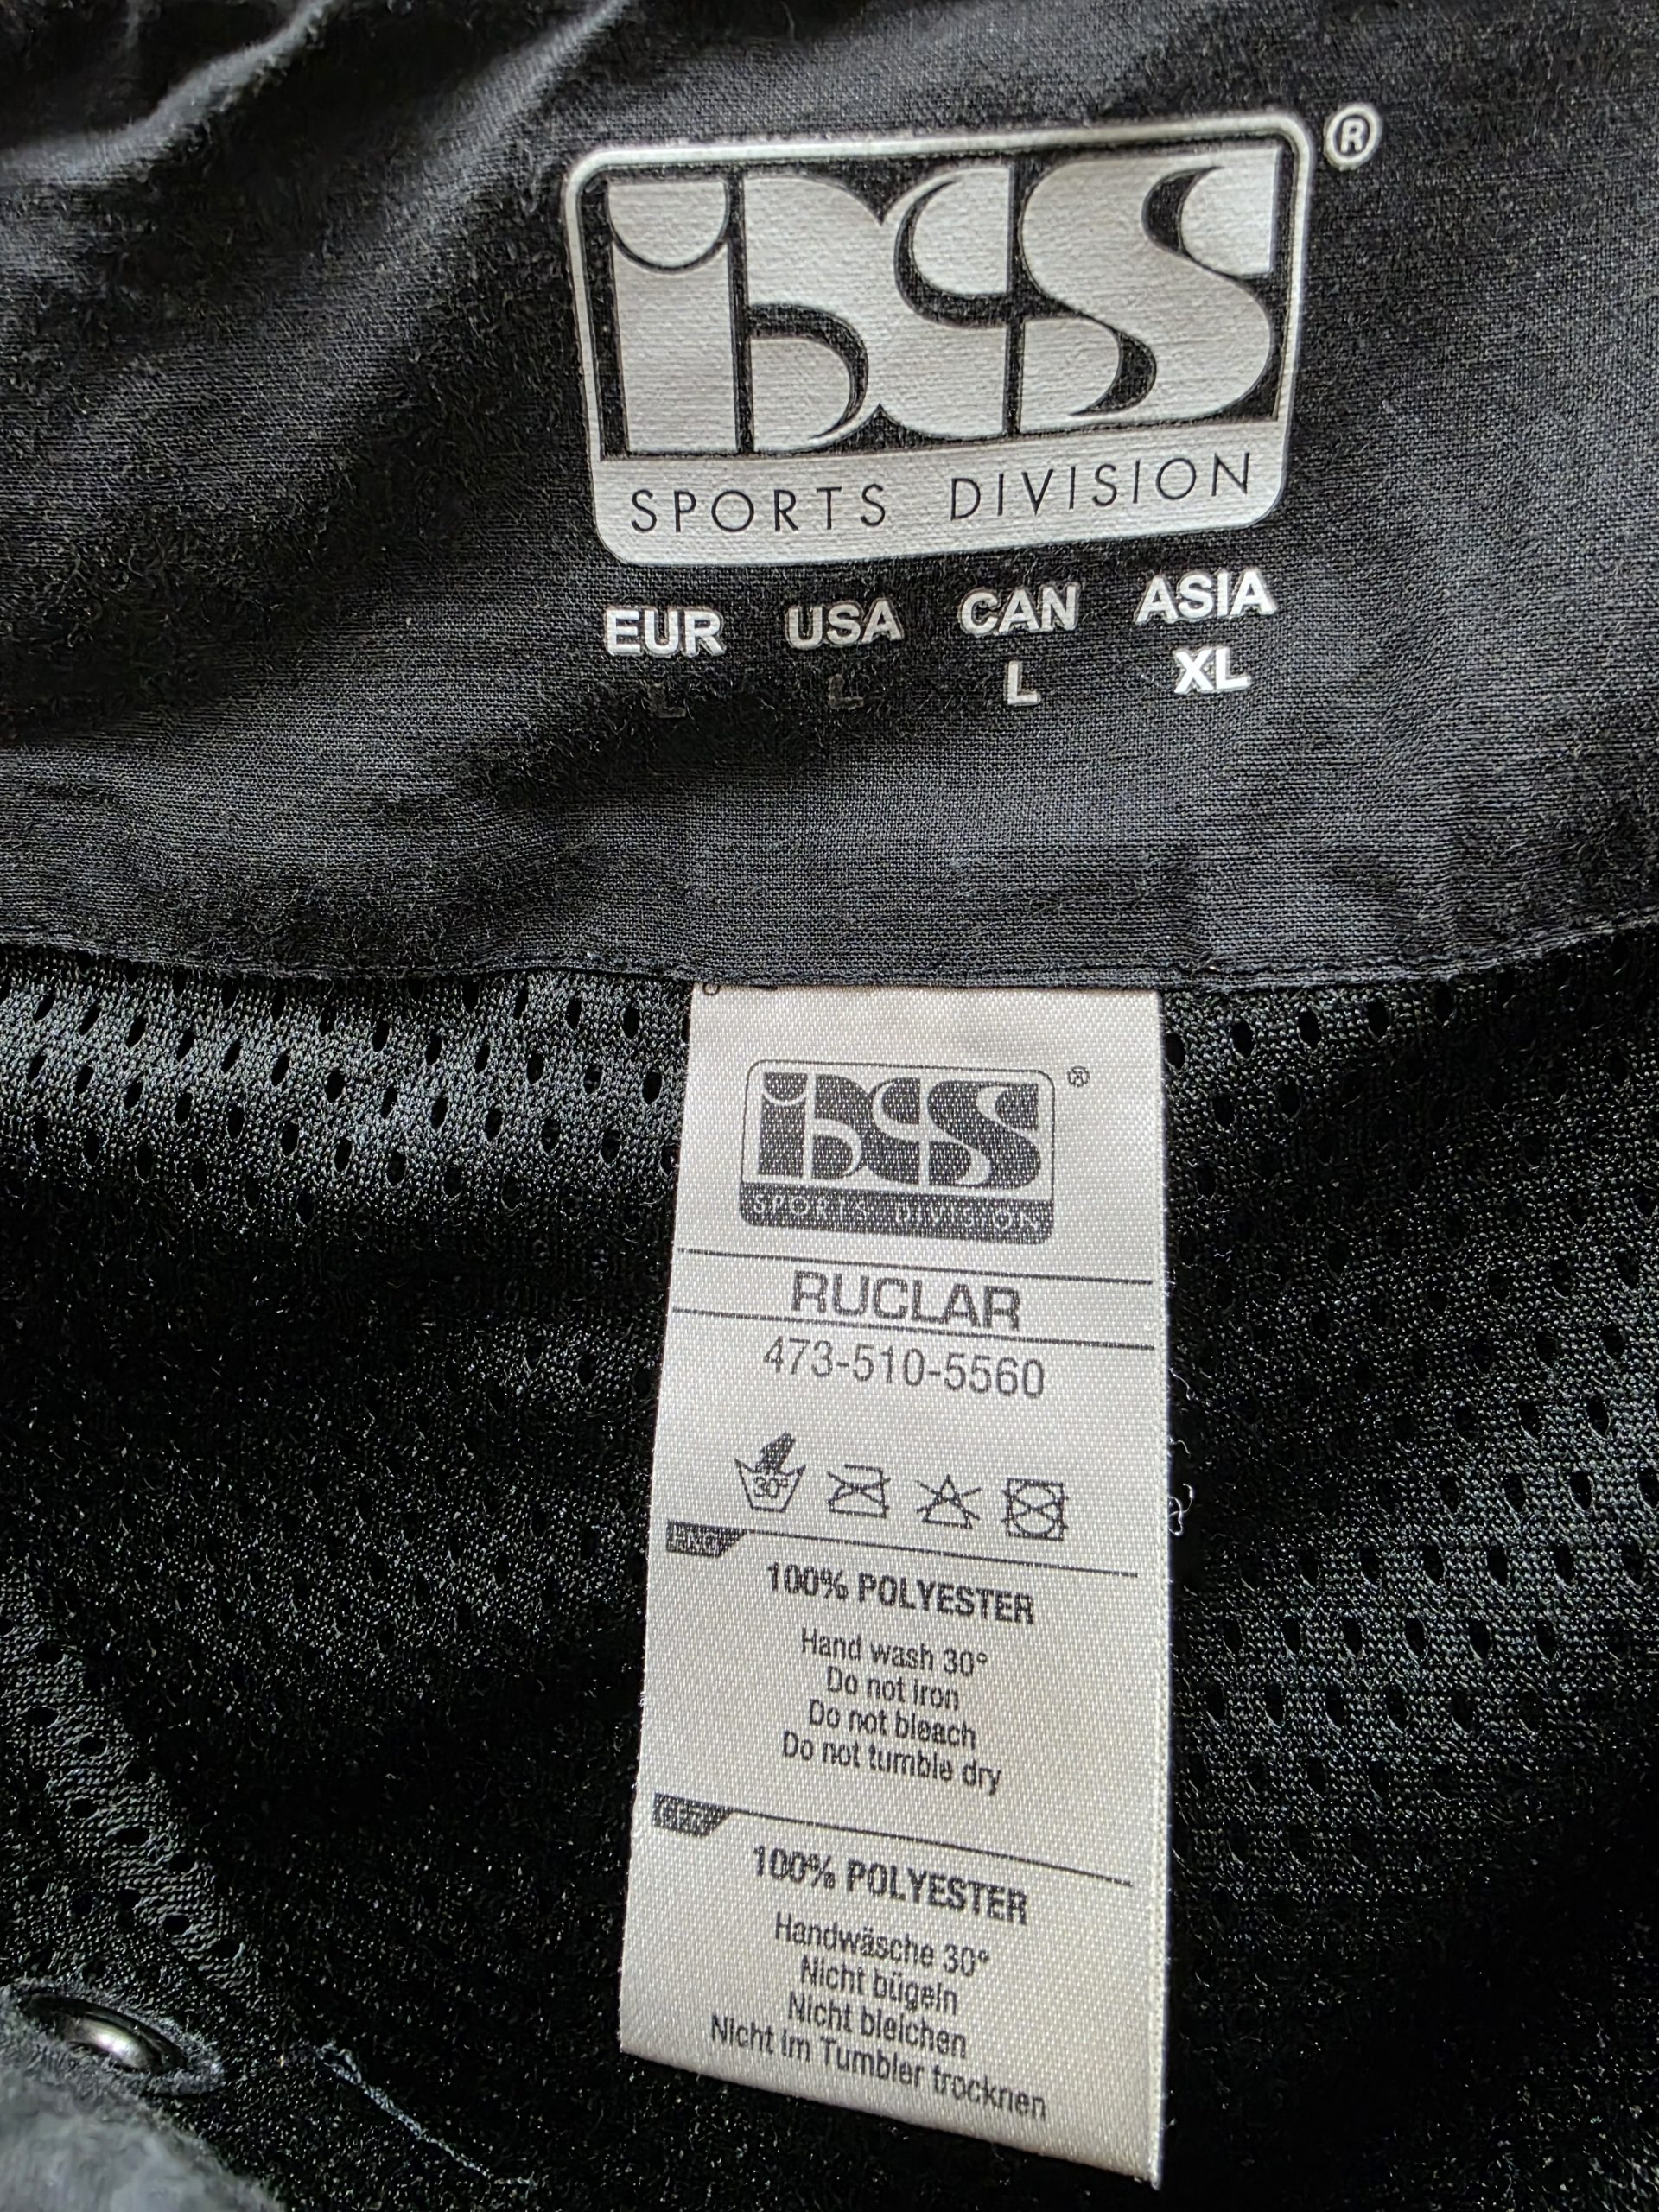 iXS ®
SPORTS DIVISION
EUR USA CAN ASIA
L L L XL
iXS ®
SPORTS DIVISION
RUCLAR
473-510-5560
30°
ENG
100% POLYESTER
Hand wash 30°
Do not iron
Do not bleach
Do not tumble dry
GER
100% POLYESTER
Handwäsche 30°
Nicht bügeln
Nicht bleichen
Nicht im Tumbler trocknen